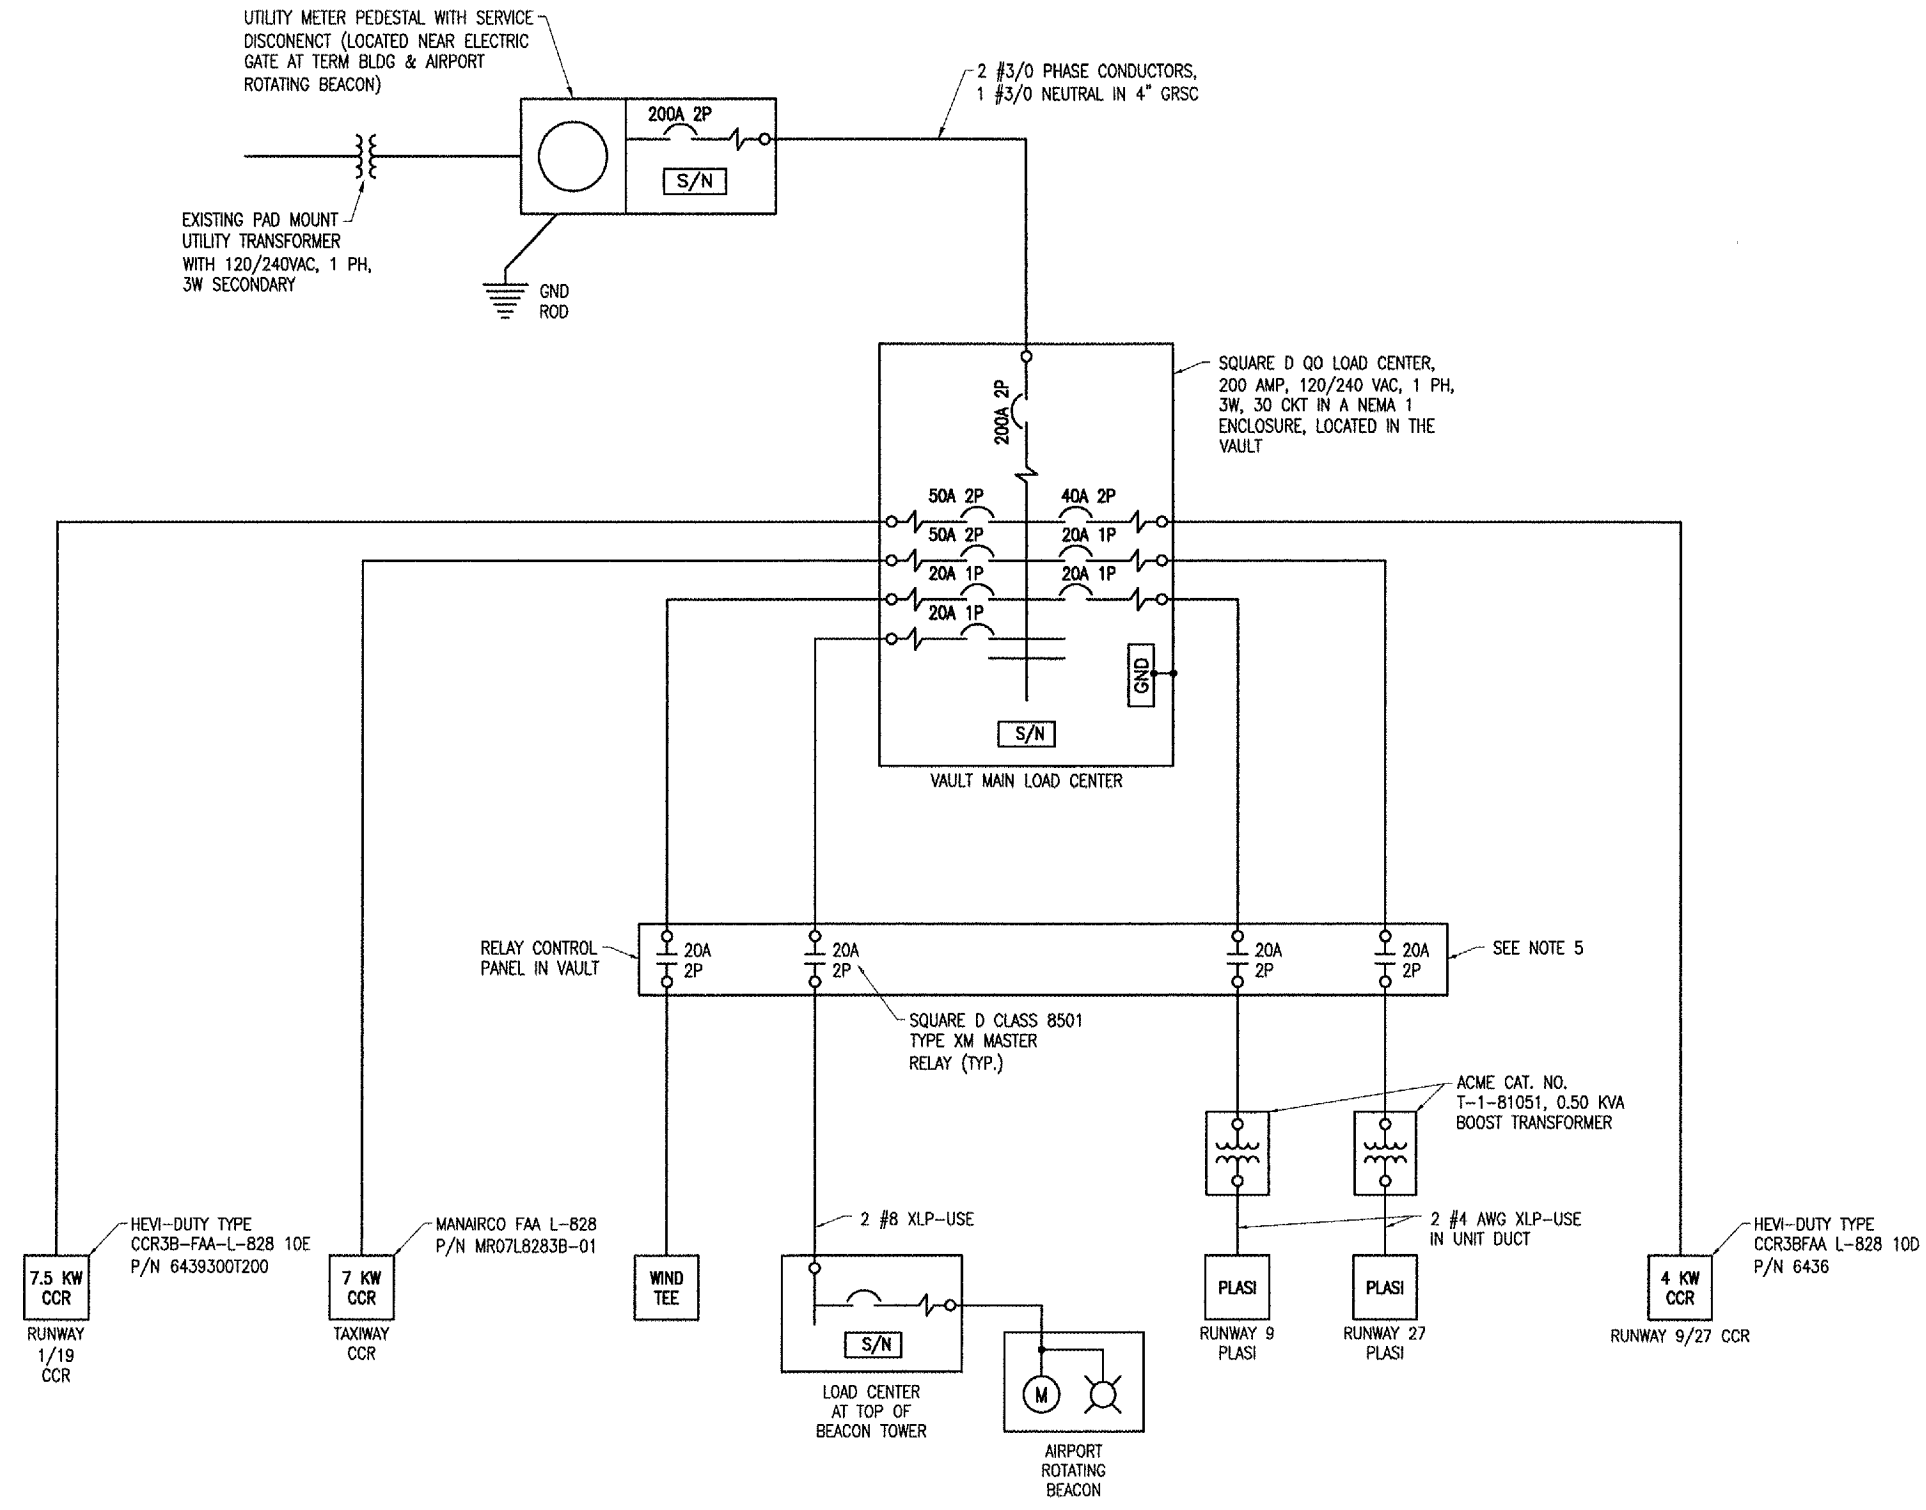 UTILITY METER PEDESTAL WITH SERVICE
DISCONENCT (LOCATED NEAR ELECTRIC
GATE AT TERM BLDG & AIRPORT
ROTATING BEACON)
2 #3/0 PHASE CONDUCTORS,
1 #3/0 NEUTRAL IN 4" GRSC
200A 2P
S/N
EXISTING PAD MOUNT
UTILITY TRANSFORMER
WITH 120/240VAC, 1 PH,
3W SECONDARY
GND
ROD
SQUARE D QO LOAD CENTER,
200 AMP, 120/240 VAC, 1 PH,
3W, 30 CKT IN A NEMA 1
ENCLOSURE, LOCATED IN THE
VAULT
200A 2P
50A 2P
40A 2P
50A 2P
20A 1P
20A 1P
20A 1P
20A 1P
GND
S/N
VAULT MAIN LOAD CENTER
RELAY CONTROL
PANEL IN VAULT
20A
2P
20A
2P
20A
2P
20A
2P
SEE NOTE 5
SQUARE D CLASS 8501
TYPE XM MASTER
RELAY (TYP.)
ACME CAT. NO.
T-1-81051, 0.50 KVA
BOOST TRANSFORMER
HEVI-DUTY TYPE
CCR3B-FAA-L-828 10E
P/N 6439300T200
MANAIRCO FAA L-828
P/N MR07L8283B-01
2 #8 XLP-USE
2 #4 AWG XLP-USE
IN UNIT DUCT
HEVI-DUTY TYPE
CCR3BFAA L-828 10D
P/N 6436
7.5 KW
CCR
RUNWAY
1/19
CCR
7 KW
CCR
TAXIWAY
CCR
WIND
TEE
S/N
LOAD CENTER
AT TOP OF
BEACON TOWER
M
AIRPORT
ROTATING
BEACON
PLASI
RUNWAY 9
PLASI
PLASI
RUNWAY 27
PLASI
4 KW
CCR
RUNWAY 9/27 CCR